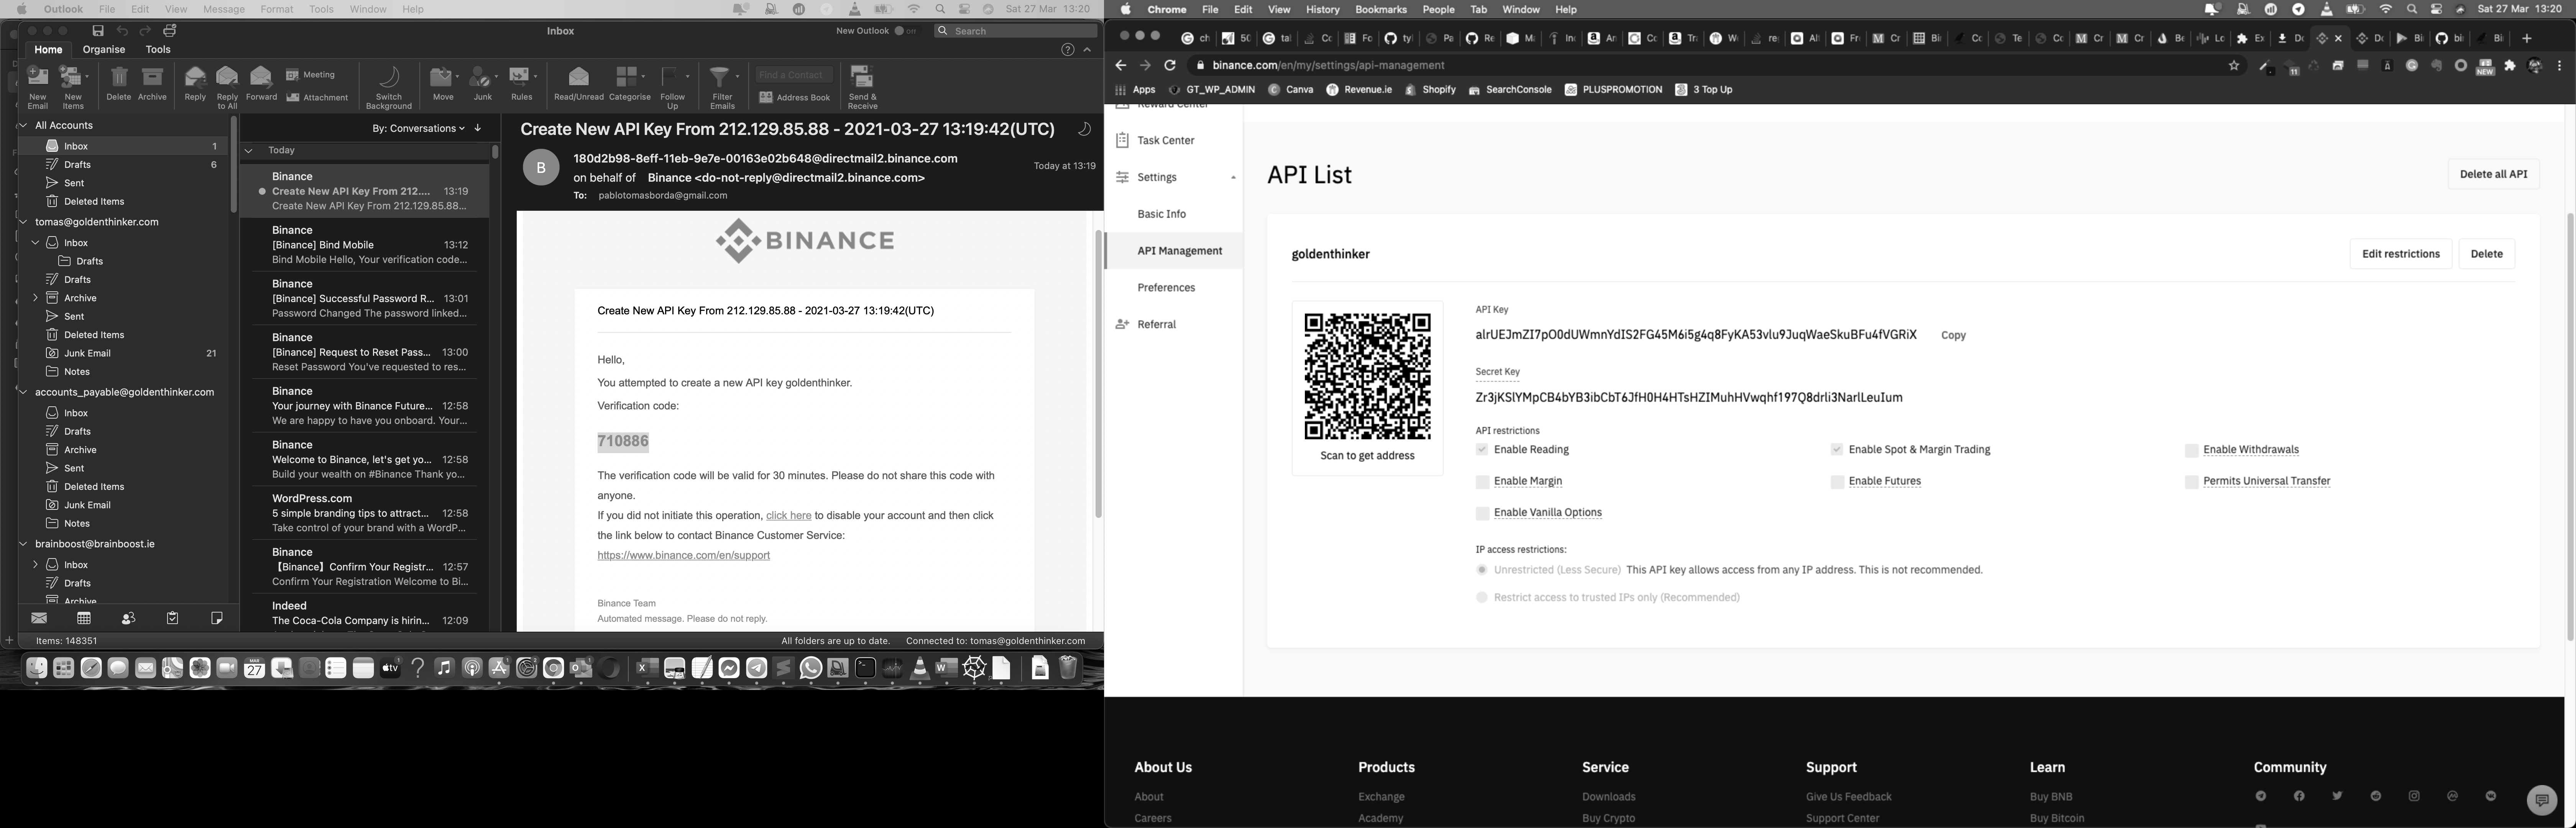 Outlook File Edit View Message Format Tools Window Help Sat 27 Mar 13:20
Inbox New Outlook Search
Home Organise Tools
New Email New Items Delete Archive Reply Reply to All Forward Meeting Attachment Switch Background Move Junk Rules Read/Unread Categorise Follow Up Filter Emails Find a Contact Address Book Send & Receive
All Accounts
Inbox 1
Drafts 6
Sent
Deleted Items
tomas@goldenthinker.com
Inbox
Drafts
Drafts
Archive
Sent
Deleted Items
Junk Email 21
Notes
accounts_payable@goldenthinker.com
Inbox
Drafts
Archive
Sent
Deleted Items
Junk Email
Notes
brainboost@brainboost.ie
Inbox
Drafts
Archive
By: Conversations
Today
Binance
Create New API Key From 212.... 13:19
Create New API Key From 212.129.85.88...
Binance
[Binance] Bind Mobile 13:12
Bind Mobile Hello, Your verification code...
Binance
[Binance] Successful Password R... 13:01
Password Changed The password linked...
Binance
[Binance] Request to Reset Pass... 13:00
Reset Password You've requested to res...
Binance
Your journey with Binance Future... 12:58
We are happy to have you onboard. Your...
Binance
Welcome to Binance, let's get yo... 12:58
Build your wealth on #Binance Thank yo...
WordPress.com
5 simple branding tips to attract... 12:58
Take control of your brand with a WordP...
Binance
【Binance】Confirm Your Registr... 12:57
Confirm Your Registration Welcome to Bi...
Indeed
The Coca-Cola Company is hirin... 12:09
Create New API Key From 212.129.85.88 - 2021-03-27 13:19:42(UTC)
B
180d2b98-8eff-11eb-9e7e-00163e02b648@directmail2.binance.com
on behalf of Binance <do-not-reply@directmail2.binance.com>
Today at 13:19
To: pablotomasborda@gmail.com
BINANCE
Create New API Key From 212.129.85.88 - 2021-03-27 13:19:42(UTC)
Hello,
You attempted to create a new API key goldenthinker.
Verification code:
710886
The verification code will be valid for 30 minutes. Please do not share this code with
anyone.
If you did not initiate this operation, click here to disable your account and then click
the link below to contact Binance Customer Service:
https://www.binance.com/en/support
Binance Team
Automated message. Please do not reply.
Items: 148351 All folders are up to date. Connected to: tomas@goldenthinker.com
Chrome File Edit View History Bookmarks People Tab Window Help Sat 27 Mar 13:20
binance.com/en/my/settings/api-management
Apps GT_WP_ADMIN Canva Revenue.ie Shopify SearchConsole PLUSPROMOTION 3 Top Up
Reward Center
Task Center
Settings
Basic Info
API Management
Preferences
Referral
API List
Delete all API
goldenthinker
Edit restrictions Delete
Scan to get address
API Key
Copy
Secret Key
API restrictions
Enable Reading Enable Spot & Margin Trading Enable Withdrawals
Enable Margin Enable Futures Permits Universal Transfer
Enable Vanilla Options
IP access restrictions:
Unrestricted (Less Secure) This API key allows access from any IP address. This is not recommended.
Restrict access to trusted IPs only (Recommended)
About Us Products Service Support Learn Community
About Exchange Downloads Give Us Feedback Buy BNB
Careers Academy Buy Crypto Support Center Buy Bitcoin